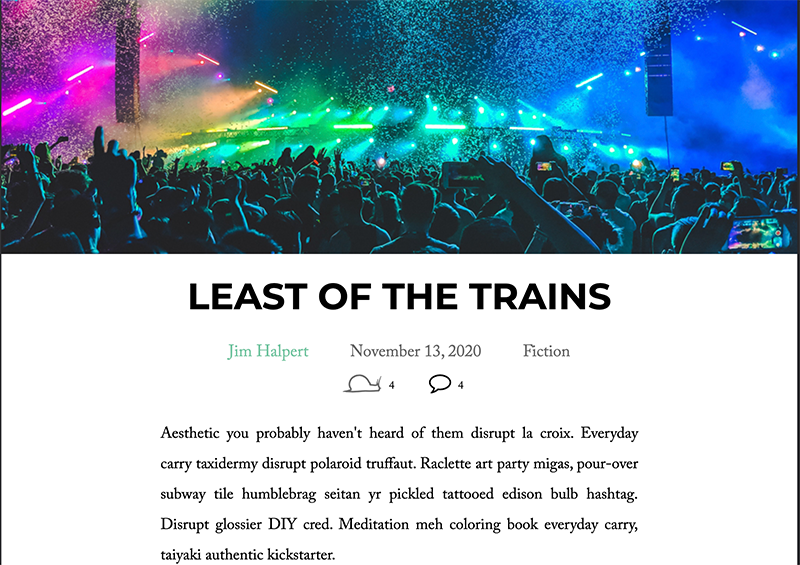 LEAST OF THE TRAINS
Jim Halpert November 13, 2020 Fiction
4 4
Aesthetic you probably haven't heard of them disrupt la croix. Everyday
carry taxidermy disrupt polaroid truffaut. Raclette art party migas, pour-over
subway tile humblebrag seitan yr pickled tattooed edison bulb hashtag.
Disrupt glossier DIY cred. Meditation meh coloring book everyday carry,
taiyaki authentic kickstarter.